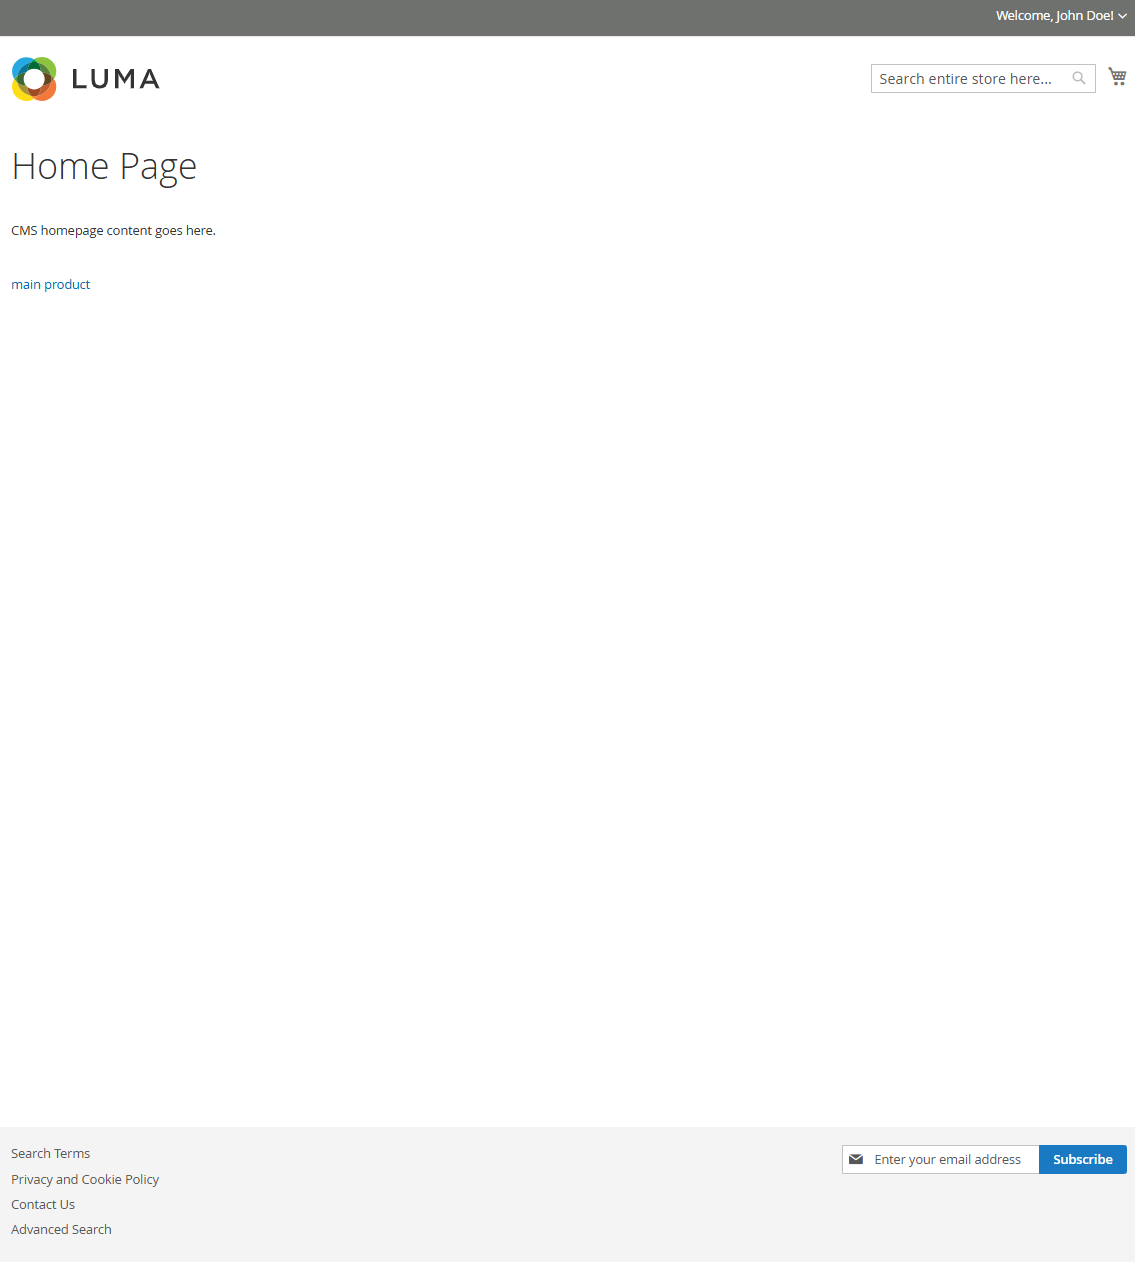 Welcome, John Doe!
LUMA
Search entire store here...
Home Page
CMS homepage content goes here.
main product
Search Terms
Privacy and Cookie Policy
Contact Us
Advanced Search
Enter your email address
Subscribe